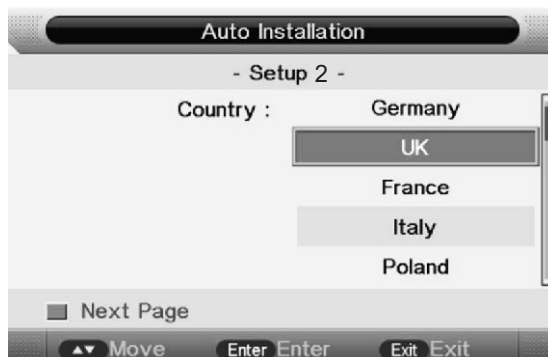 Auto Installation
- Setup 2 -
Country : Germany
UK
France
Italy
Poland
Next Page
▲▼ Move Enter Enter Exit Exit